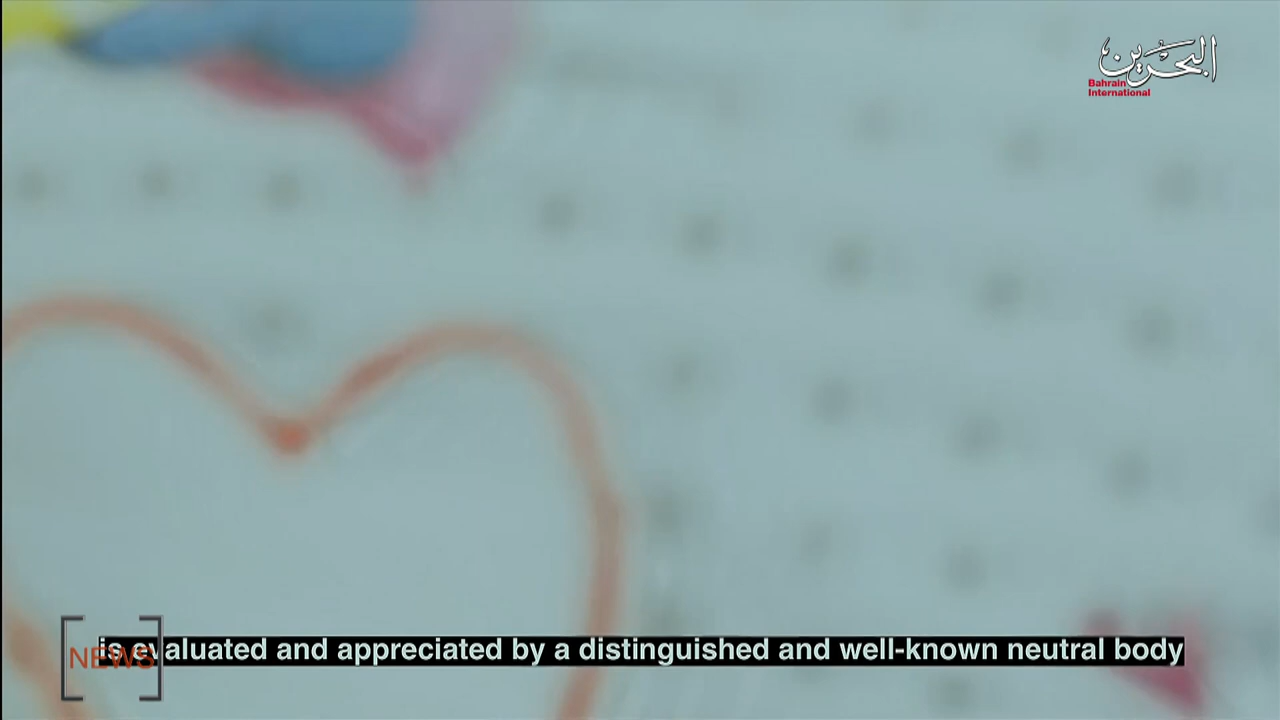 البحرين
Bahrain
International
is evaluated and appreciated by a distinguished and well-known neutral body
NEWS